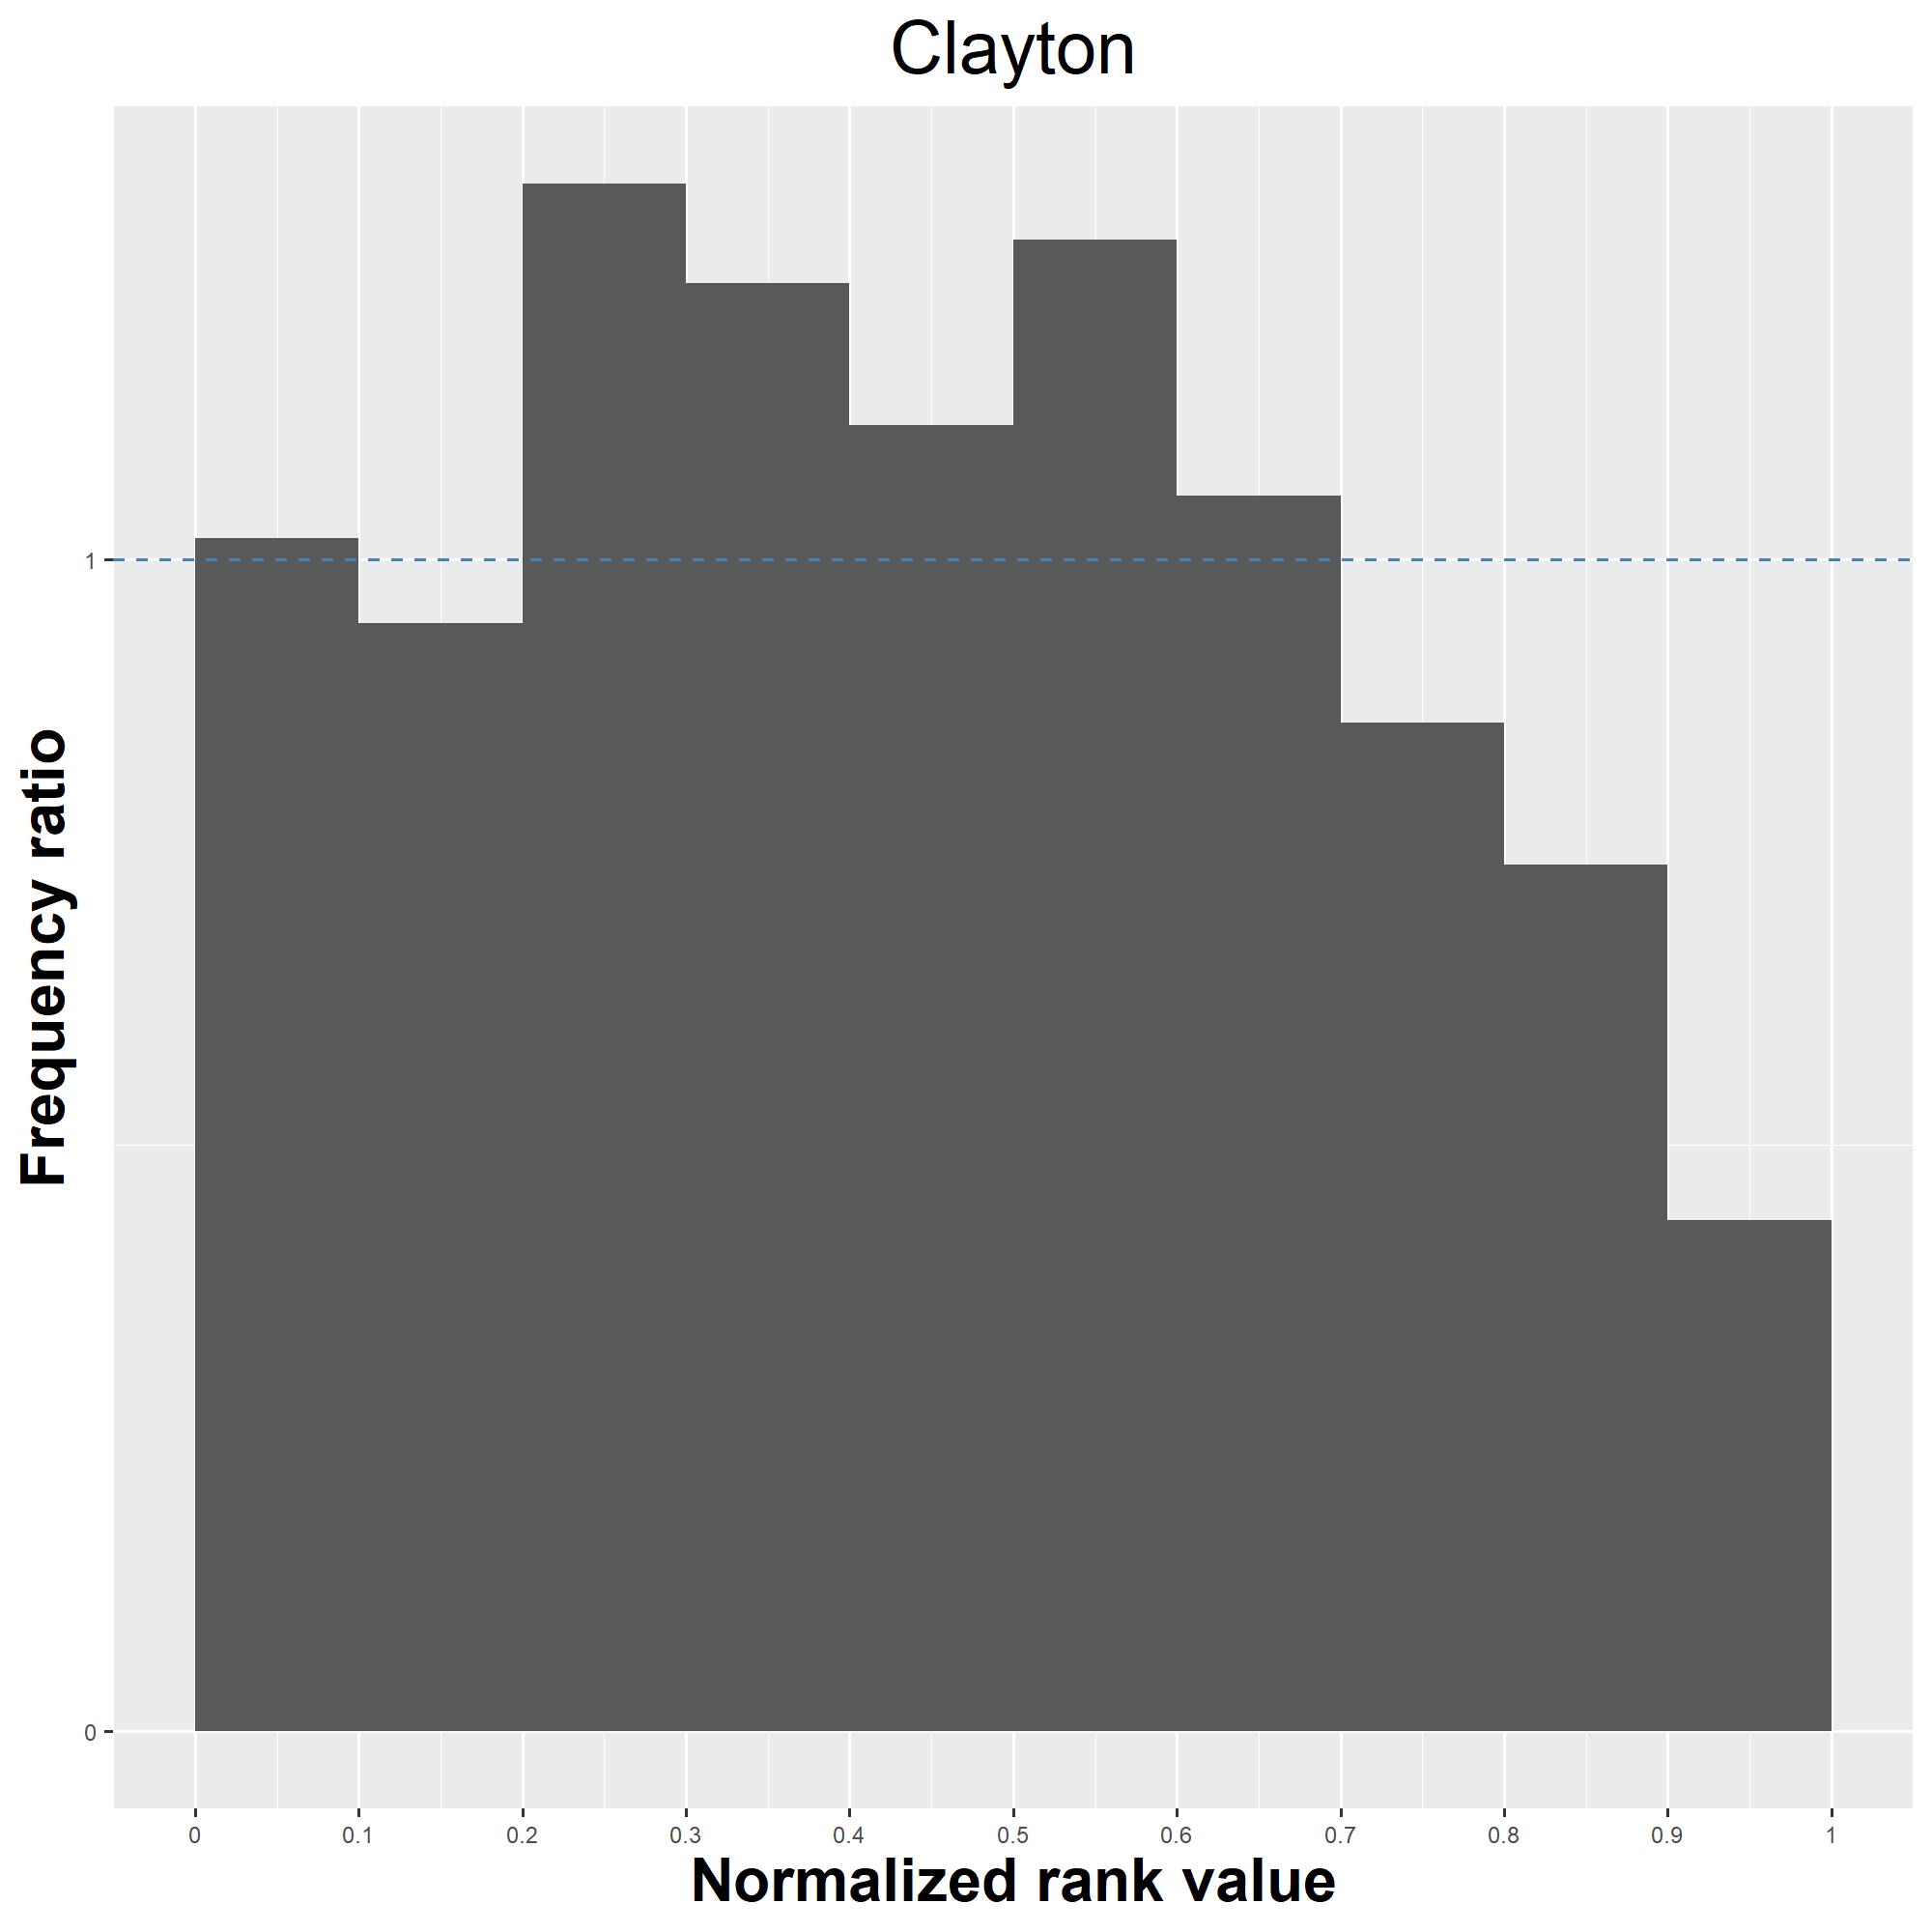 Clayton
Frequency ratio
1
0
0 0.1 0.2 0.3 0.4 0.5 0.6 0.7 0.8 0.9 1
Normalized rank value